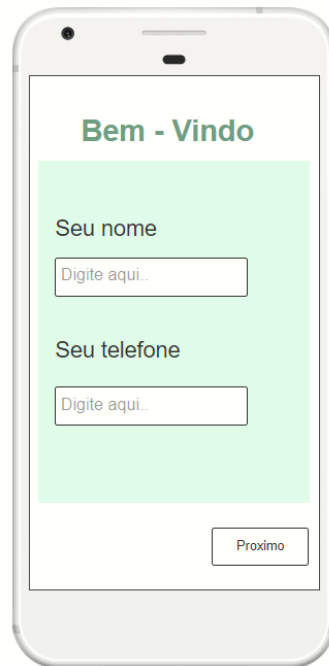 Bem - Vindo
Seu nome
Digite aqui..
Seu telefone
Digite aqui..
Proximo